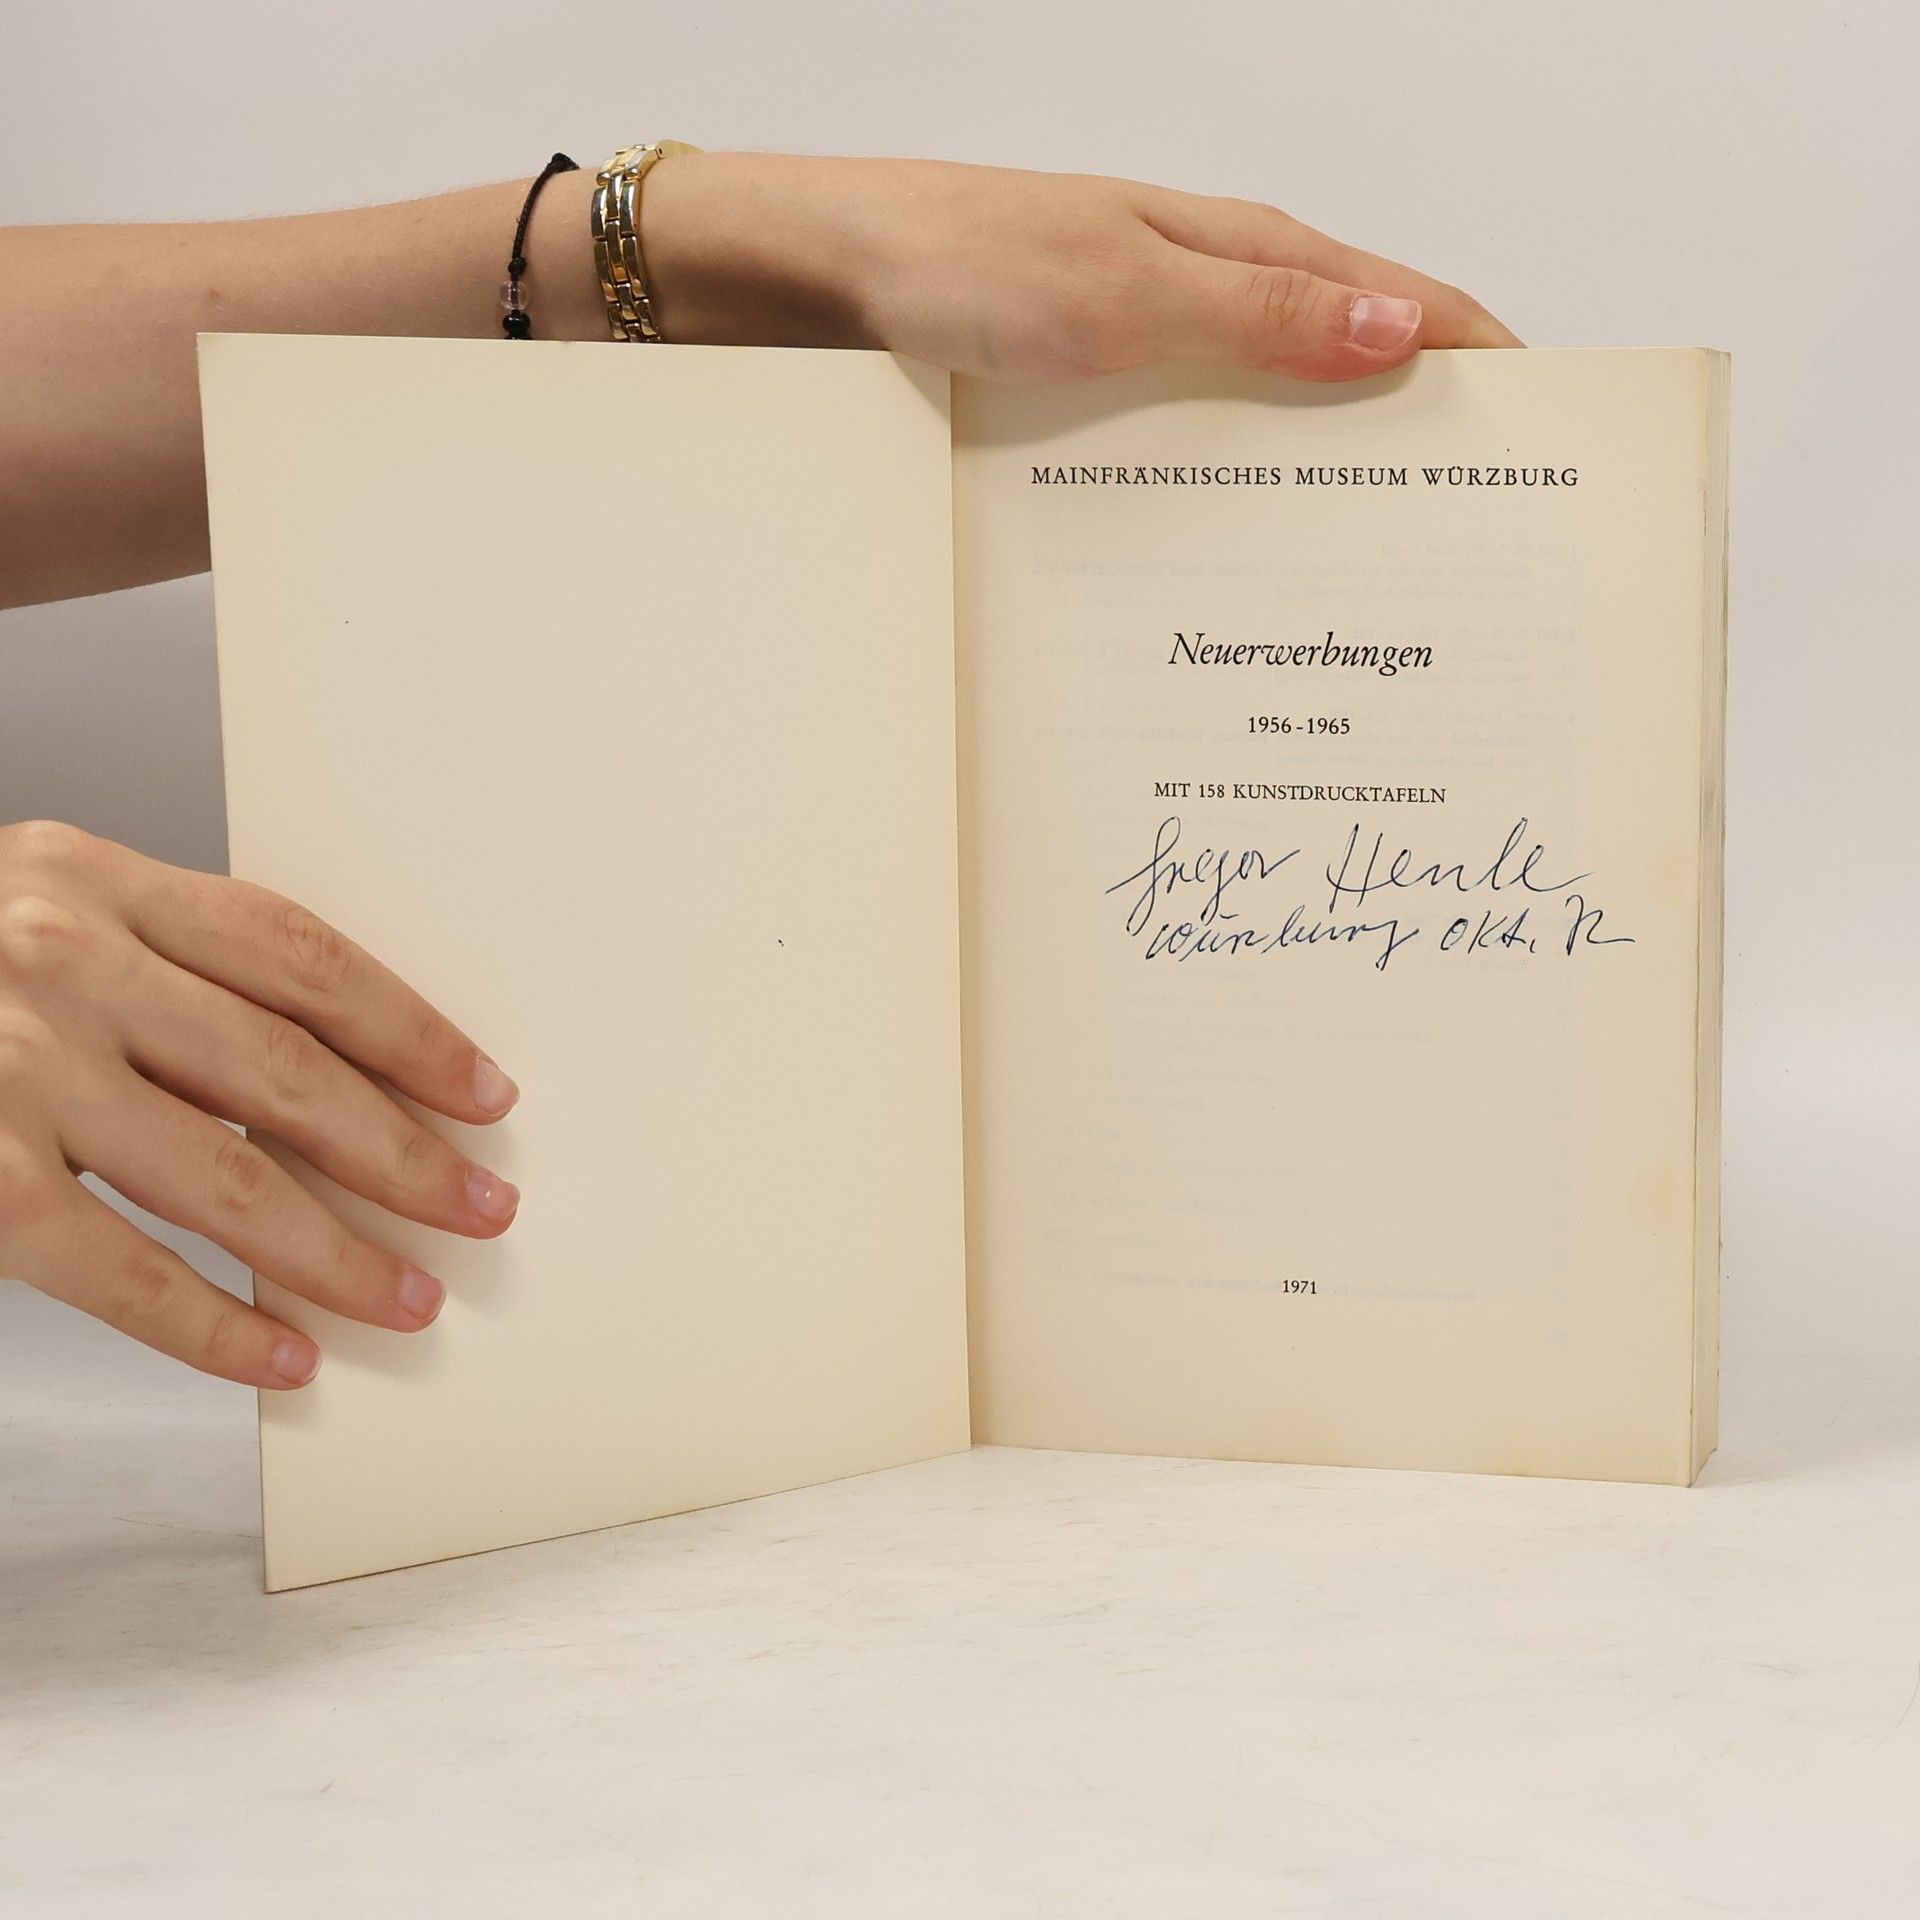 MAINFRÄNKISCHES MUSEUM WÜRZBURG
Neuerwerbungen
1956-1965
MIT 158 KUNSTDRUCKTAFELN
Gregor Henle
Würzburg Okt. 72
1971